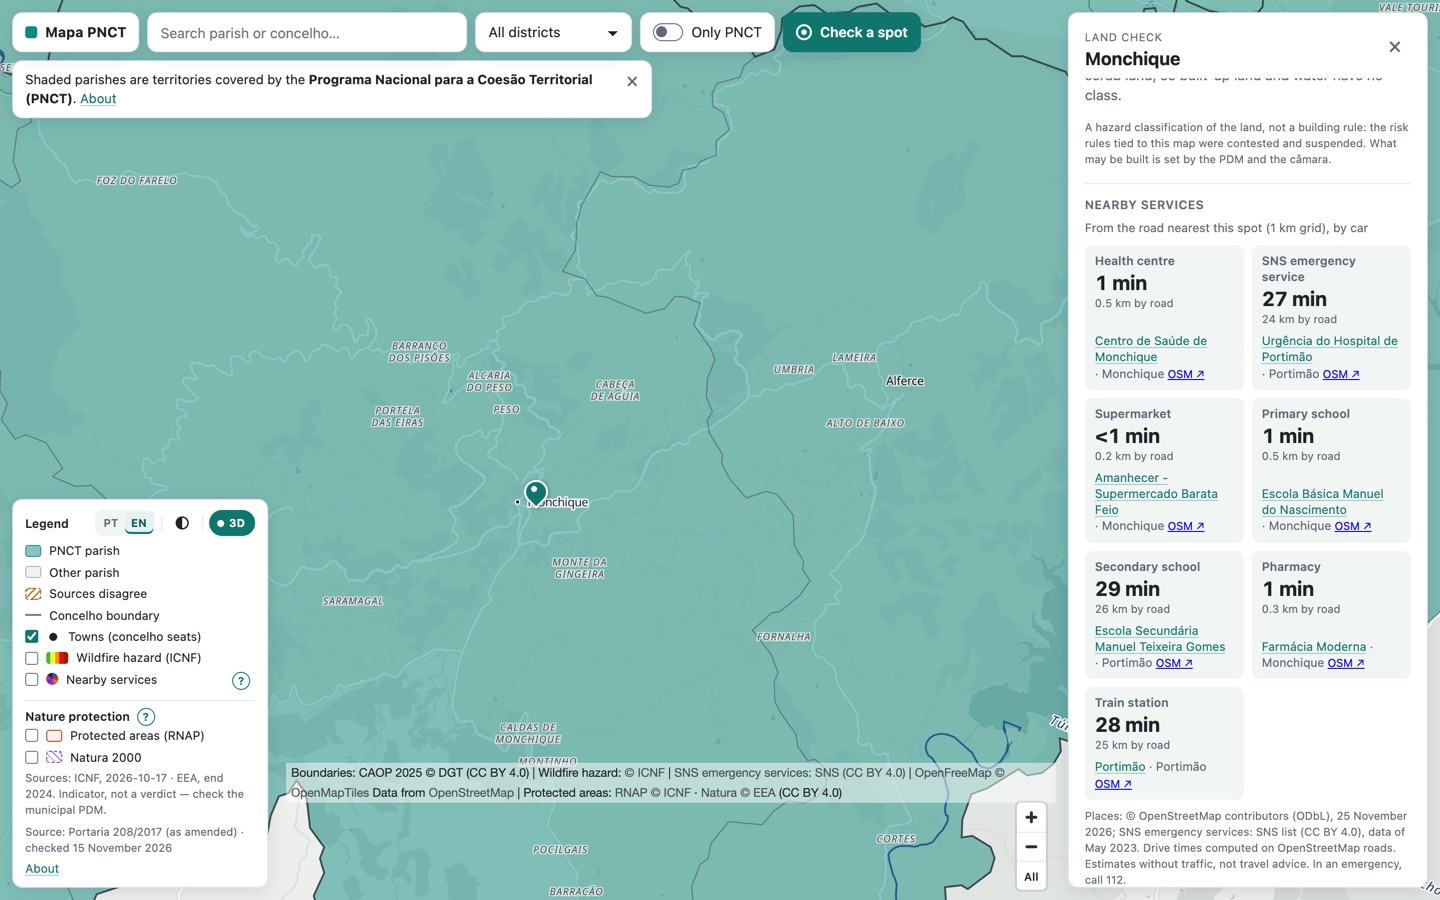 Mapa PNCT
Search parish or concelho...
All districts
Only PNCT
Check a spot
Shaded parishes are territories covered by the Programa Nacional para a Coesão Territorial
(PNCT). About
VALE
FOZ DO FARELO
BARRANCO
DOS PISÕES
ALCARIA
DO PESO
CABEÇA
DE ÁGUIA
UMBRIA
LAMEIRA
Alferce
PORTELA
DAS EIRAS
PESO
ALTO DE BAIXO
Monchique
MONTE DA
GINGEIRA
SARAMAGAL
FORNALHA
CALDAS DE
MONCHIQUE
MONTINHO
CORTES
POCILGAIS
BARRACÃO
Legend
PT
EN
3D
PNCT parish
Other parish
Sources disagree
Concelho boundary
Towns (concelho seats)
Wildfire hazard (ICNF)
Nearby services
?
Nature protection ?
Protected areas (RNAP)
Natura 2000
Sources: ICNF, 2026-10-17 · EEA, end
2024. Indicator, not a verdict — check the
municipal PDM.
Source: Portaria 208/2017 (as amended) ·
checked 15 November 2026
About
Boundaries: CAOP 2025 © DGT (CC BY 4.0) | Wildfire hazard: © ICNF | SNS emergency services: SNS (CC BY 4.0) | OpenFreeMap ©
OpenMapTiles Data from OpenStreetMap | Protected areas: RNAP © ICNF · Natura © EEA (CC BY 4.0)
+
−
All
LAND CHECK
Monchique
scrub land, so built-up land and water have no
class.
A hazard classification of the land, not a building rule: the risk
rules tied to this map were contested and suspended. What
may be built is set by the PDM and the câmara.
NEARBY SERVICES
From the road nearest this spot (1 km grid), by car
Health centre
1 min
0.5 km by road
Centro de Saúde de
Monchique
· Monchique OSM ↗
SNS emergency
service
27 min
24 km by road
Urgência do Hospital de
Portimão
· Portimão OSM ↗
Supermarket
<1 min
0.2 km by road
Amanhecer -
Supermercado Barata
Feio
· Monchique OSM ↗
Primary school
1 min
0.5 km by road
Escola Básica Manuel
do Nascimento
· Monchique OSM ↗
Secondary school
29 min
26 km by road
Escola Secundária
Manuel Teixeira Gomes
· Portimão OSM ↗
Pharmacy
1 min
0.3 km by road
Farmácia Moderna ·
Monchique OSM ↗
Train station
28 min
25 km by road
Portimão · Portimão
OSM ↗
Places: © OpenStreetMap contributors (ODbL), 25 November
2026; SNS emergency services: SNS list (CC BY 4.0), data of
May 2023. Drive times computed on OpenStreetMap roads.
Estimates without traffic, not travel advice. In an emergency,
call 112.